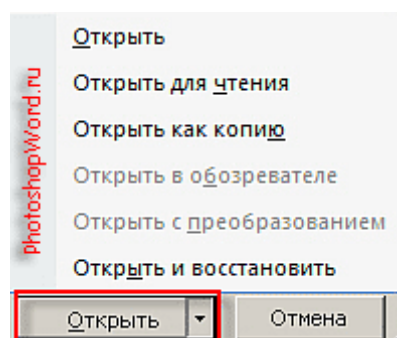 Открыть
Открыть для чтения
Открыть как копию
Открыть в обозревателе
Открыть с преобразованием
Открыть и восстановить
Открыть
Отмена
PhotoshopWord.ru